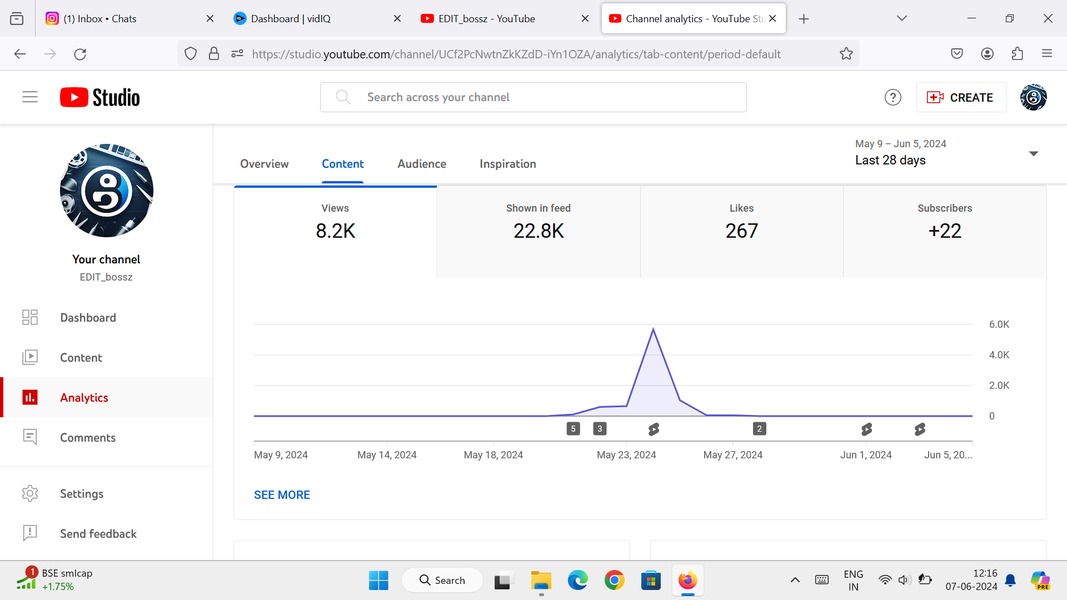 (1) Inbox • Chats
Dashboard | vidIQ
EDIT_bossz - YouTube
Channel analytics - YouTube Stu
https://studio.youtube.com/channel/UCf2PcNwtnZkKZdD-iYn1OZA/analytics/tab-content/period-default
Studio
Search across your channel
?
CREATE
Overview
Content
Audience
Inspiration
May 9 – Jun 5, 2024
Last 28 days
Your channel
EDIT_bossz
Dashboard
Content
Analytics
Comments
Settings
Send feedback
Views
8.2K
Shown in feed
22.8K
Likes
267
Subscribers
+22
6.0K
4.0K
2.0K
0
5
3
2
May 9, 2024
May 14, 2024
May 18, 2024
May 23, 2024
May 27, 2024
Jun 1, 2024
Jun 5, 20...
SEE MORE
1
BSE smlcap
+1.75%
Search
ENG
IN
12:16
07-06-2024
PRE